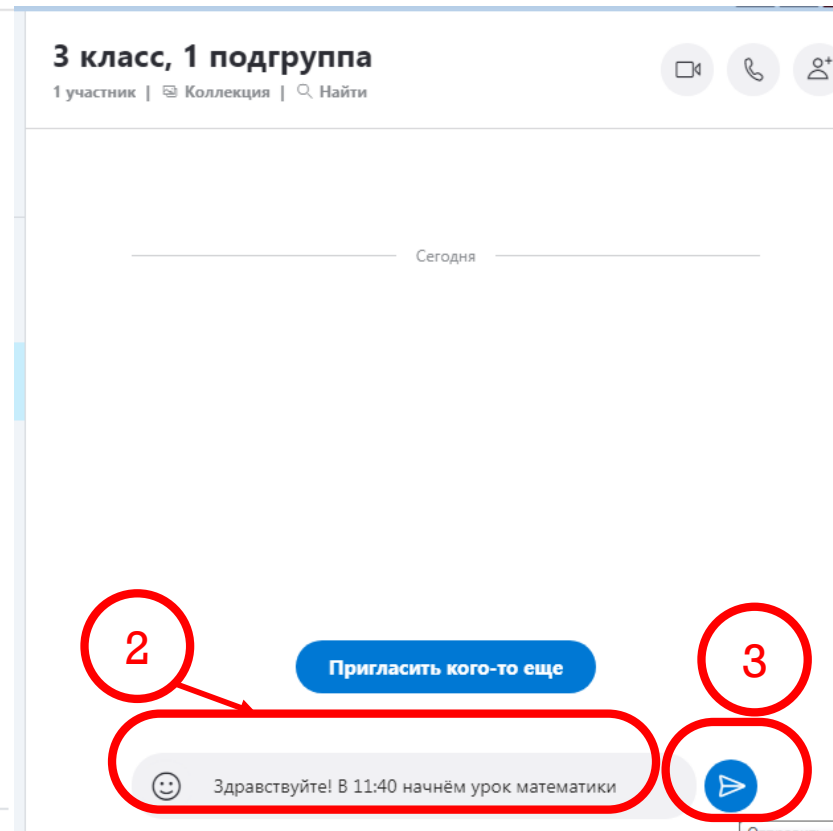 3 класс, 1 подгруппа
1 участник | Коллекция | Найти
Сегодня
2
3
Пригласить кого-то еще
Здравствуйте! В 11:40 начнём урок математики